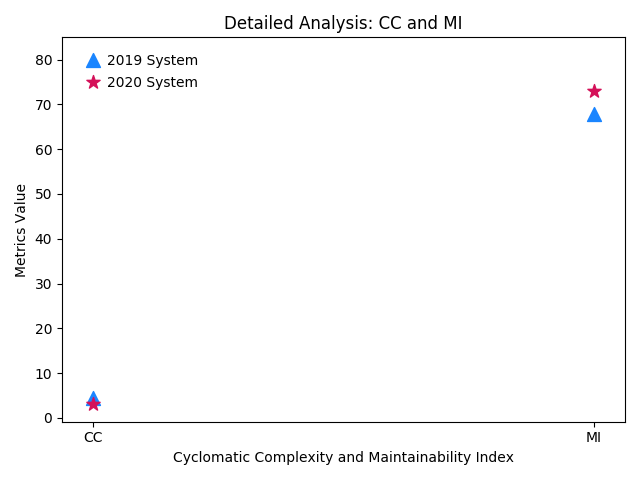 Detailed Analysis: CC and MI
2019 System
2020 System
80
70
60
50
40
30
20
10
0
Metrics Value
CC
MI
Cyclomatic Complexity and Maintainability Index